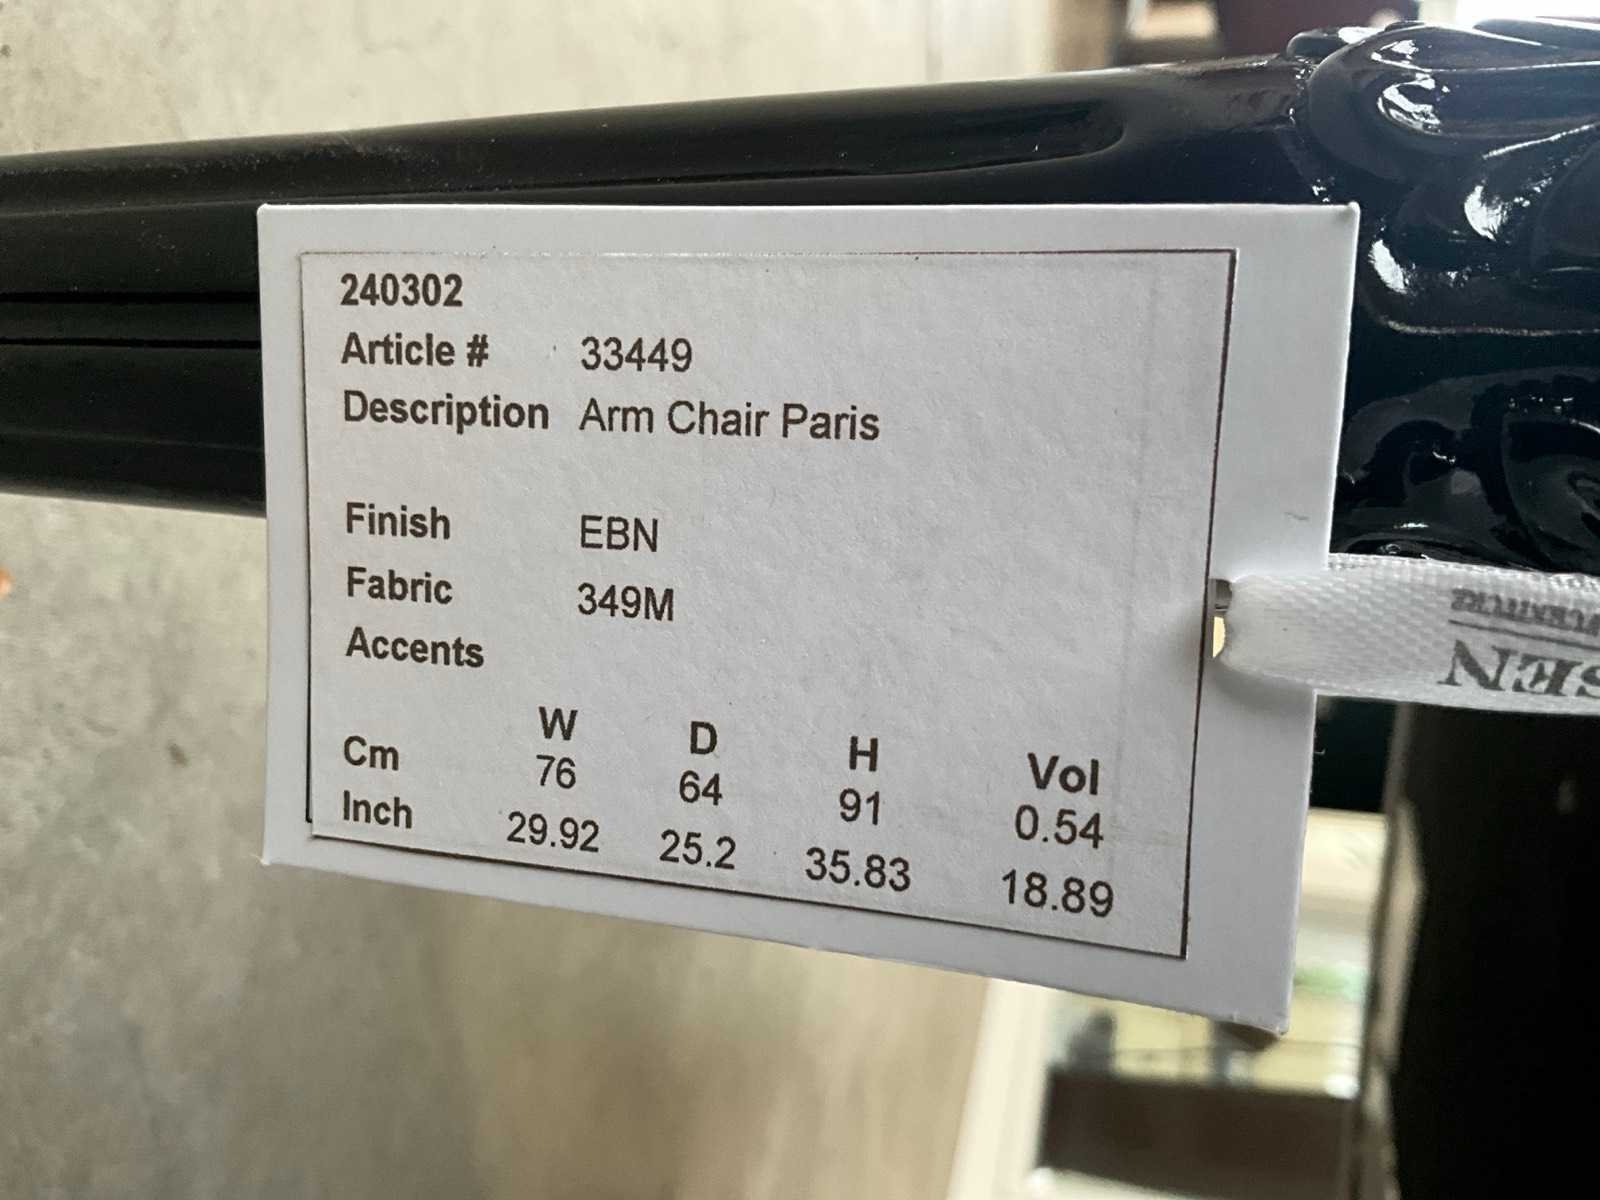 240302
Article # 33449
Description Arm Chair Paris
Finish EBN
Fabric 349M
Accents
W D H Vol
Cm 76 64 91 0.54
Inch 29.92 25.2 35.83 18.89
SEN